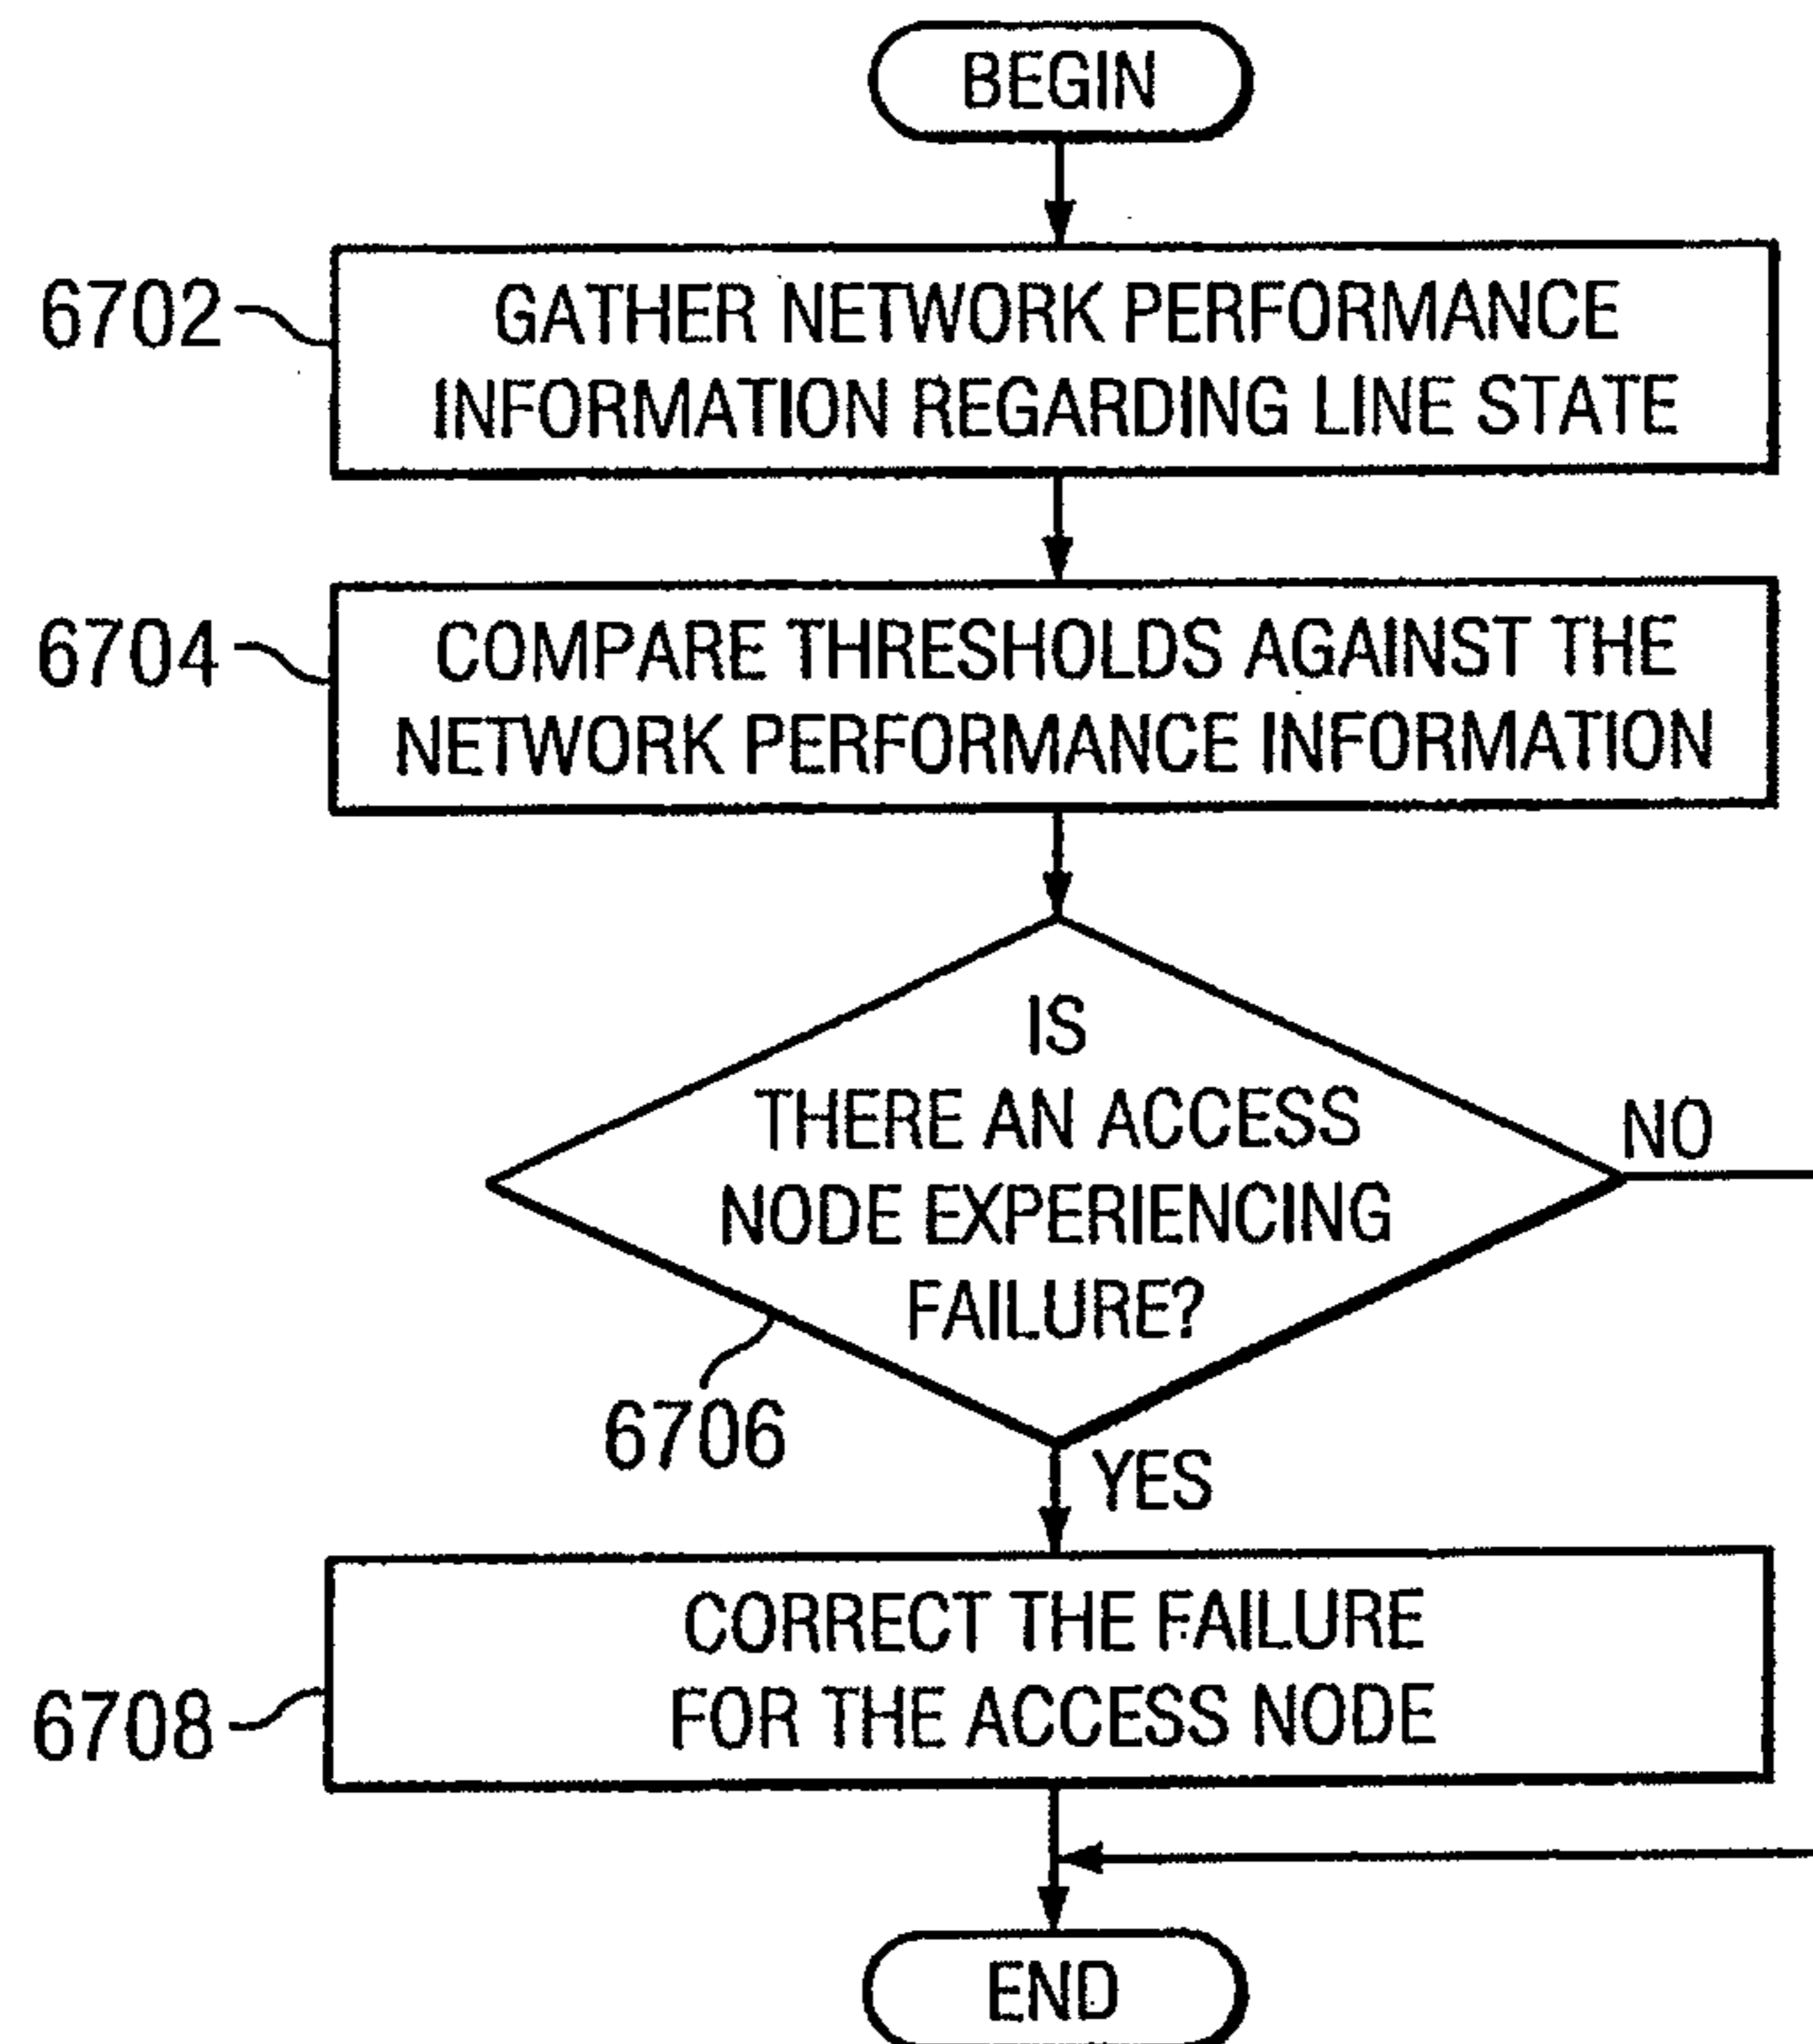 BEGIN
6702
GATHER NETWORK PERFORMANCE
INFORMATION REGARDING LINE STATE
6704
COMPARE THRESHOLDS AGAINST THE
NETWORK PERFORMANCE INFORMATION
IS
THERE AN ACCESS
NODE EXPERIENCING
FAILURE?
NO
6706
YES
6708
CORRECT THE FAILURE
FOR THE ACCESS NODE
END